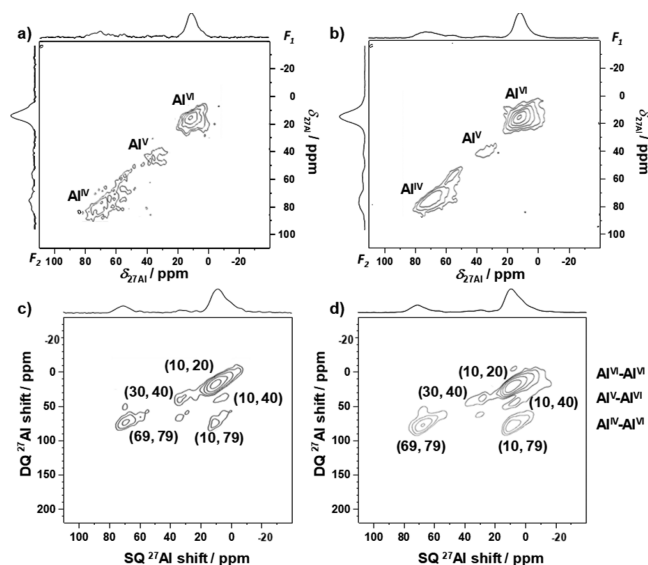 a)
F₁
Al^VI
Al^V
Al^IV
-20
0
20
40
60
80
100
δ27Al / ppm
F₂
100 80 60 40 20 0 -20
δ27Al / ppm
b)
F₁
Al^VI
Al^V
Al^IV
-20
0
20
40
60
80
100
δ27Al / ppm
F₂
100 80 60 40 20 0 -20
δ27Al / ppm
c)
-20
0
50
100
150
200
DQ ²⁷Al shift / ppm
(10, 20)
(30, 40)
(10, 40)
(69, 79)
(10, 79)
100 80 60 40 20 0 -20
SQ ²⁷Al shift / ppm
d)
-20
0
50
100
150
200
DQ ²⁷Al shift / ppm
(10, 20)
(30, 40)
(10, 40)
(69, 79)
(10, 79)
100 80 60 40 20 0 -20
SQ ²⁷Al shift / ppm
Al^VI-Al^VI
Al^V-Al^VI
Al^IV-Al^VI